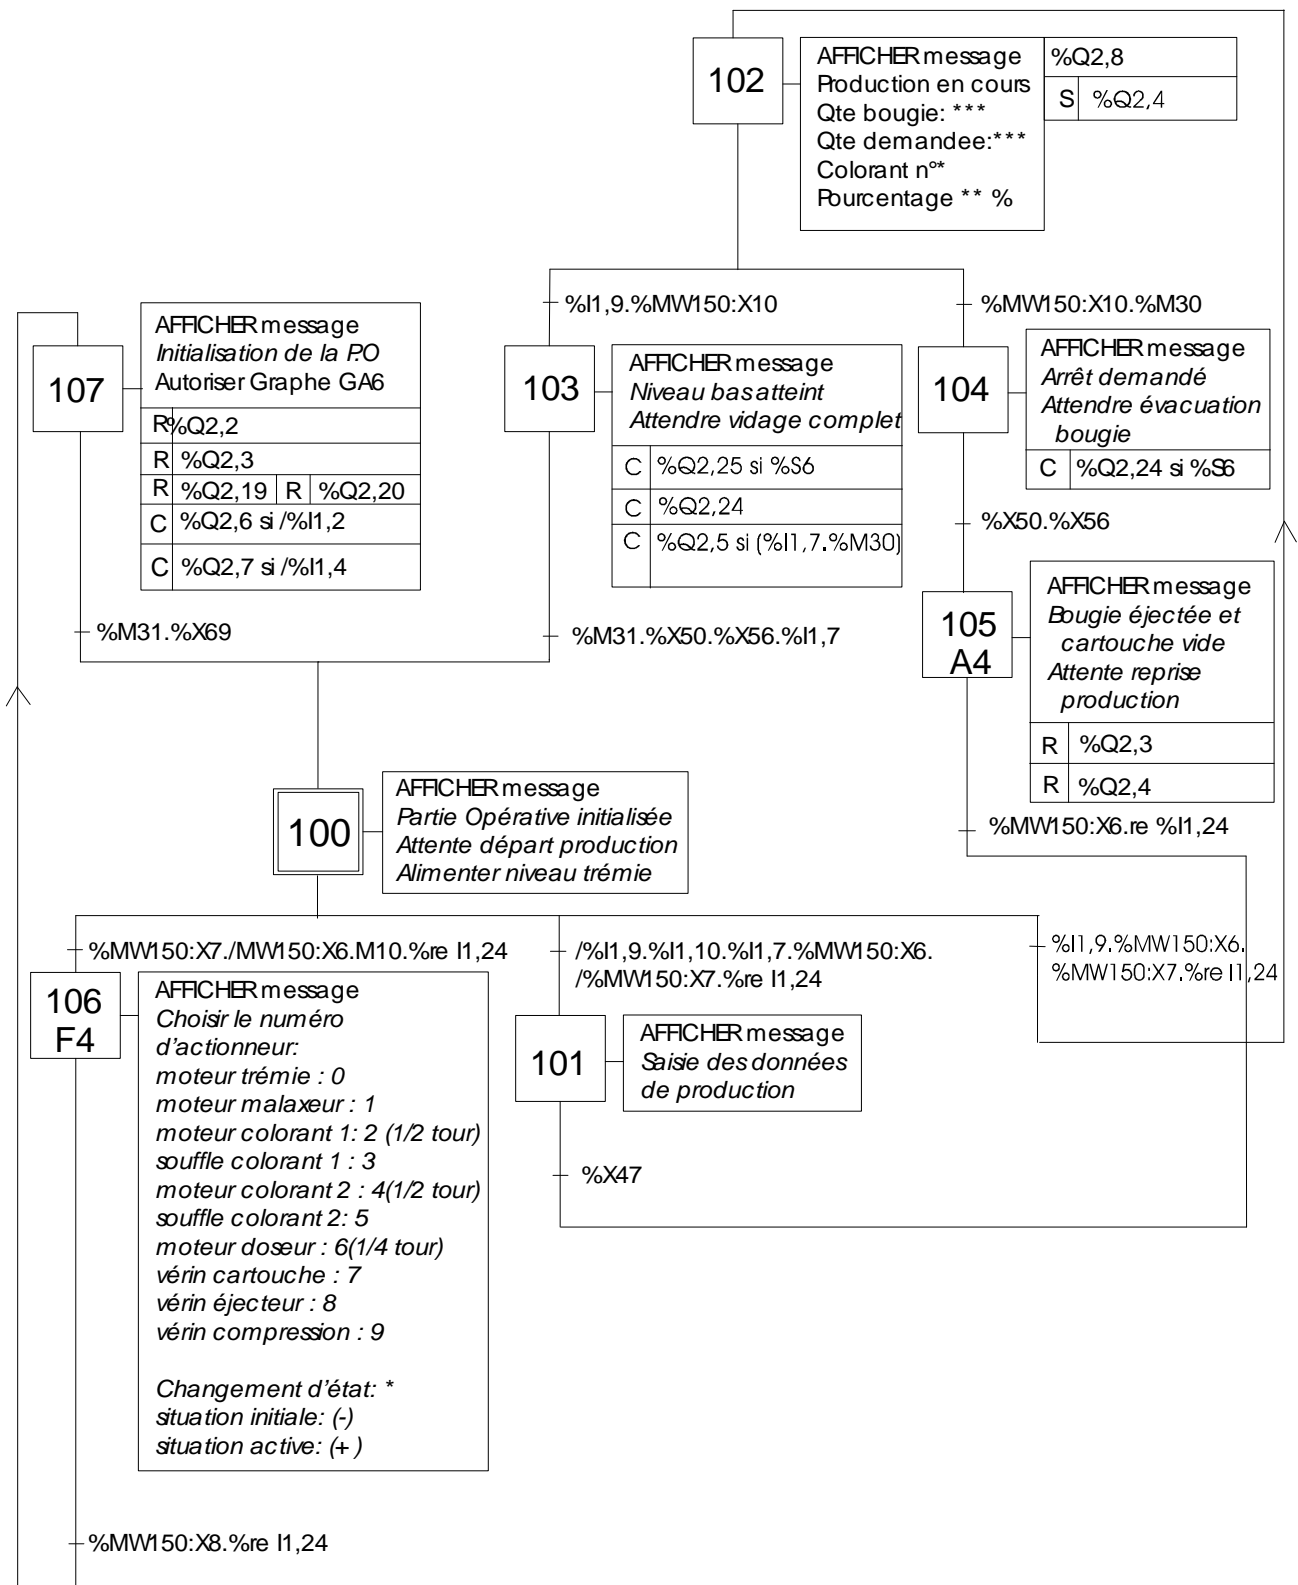 102
AFFICHER message
Production en cours
Qte bougie: ***
Qte demandee:***
Colorant n°*
Pourcentage ** %
%Q2,8
S %Q2,4
%I1,9.%MW150:X10
%MW150:X10.%M30
107
AFFICHER message
Initialisation de la P.O
Autoriser Graphe GA6
R %Q2,2
R %Q2,3
R %Q2,19 R %Q2,20
C %Q2,6 si /%I1,2
C %Q2,7 si /%I1,4
103
AFFICHER message
Niveau bas atteint
Attendre vidage complet
C %Q2,25 si %S6
C %Q2,24
C %Q2,5 si (%I1,7.%M30)
104
AFFICHER message
Arrêt demandé
Attendre évacuation
bougie
C %Q2,24 si %S6
%X50.%X56
%M31.%X69
%M31.%X50.%X56.%I1,7
105
A4
AFFICHER message
Bougie éjectée et
cartouche vide
Attente reprise
production
R %Q2,3
R %Q2,4
100
AFFICHER message
Partie Opérative initialisée
Attente départ production
Alimenter niveau trémie
%MW150:X6.re %I1,24
%MW150:X7./MW150:X6.M10.%re I1,24
/%I1,9.%I1,10.%I1,7.%MW150:X6.
/%MW150:X7.%re I1,24
%I1,9.%MW150:X6.
%MW150:X7.%re I1,24
106
F4
AFFICHER message
Choisir le numéro
d'actionneur:
moteur trémie : 0
moteur malaxeur : 1
moteur colorant 1: 2 (1/2 tour)
souffle colorant 1 : 3
moteur colorant 2 : 4(1/2 tour)
souffle colorant 2: 5
moteur doseur : 6(1/4 tour)
vérin cartouche : 7
vérin éjecteur : 8
vérin compression : 9
Changement d'état: *
situation initiale: (-)
situation active: (+ )
101
AFFICHER message
Saisie des données
de production
%X47
%MW150:X8.%re I1,24